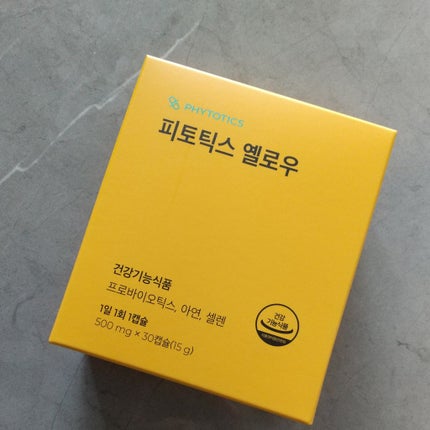 PHYTOTICS
피토틱스 옐로우
건강기능식품
프로바이오틱스, 아연, 셀렌
1일 1회 1캡슐
500 mg × 30캡슐(15 g)
건강
기능식품